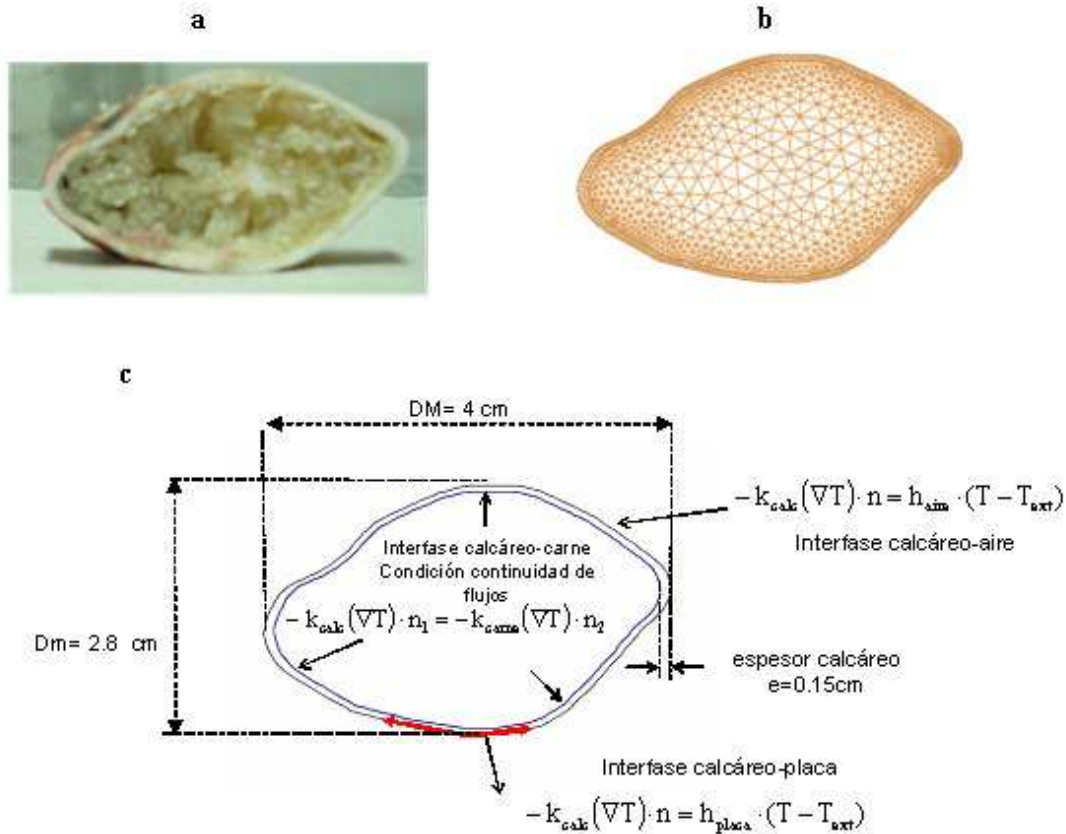 a
b
c
DM= 4 cm
−k_calc(∇T)·n = h_aire·(T − T_ext)
Interfase calcáreo-aire
Interfase calcáreo-carne
Condición continuidad de
flujos
−k_calc(∇T)·n₁ = −k_carne(∇T)·n₂
Dm= 2.8 cm
espesor calcáreo
e=0.15cm
Interfase calcáreo-placa
−k_calc(∇T)·n = h_placa·(T − T_ext)